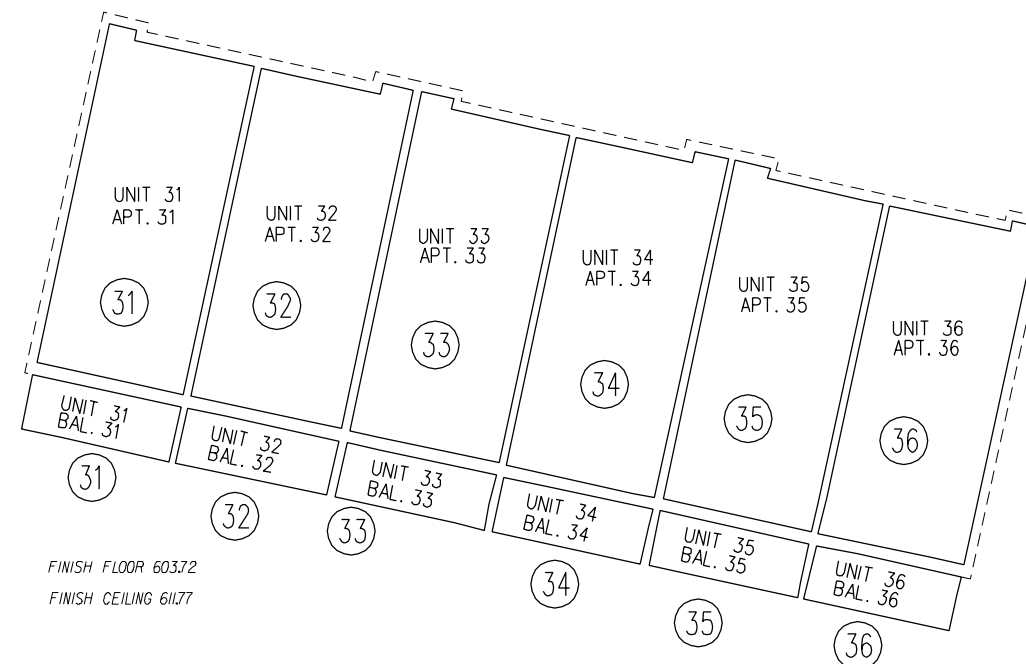 UNIT 31
APT. 31
31
UNIT 32
APT. 32
32
UNIT 33
APT. 33
33
UNIT 34
APT. 34
34
UNIT 35
APT. 35
35
UNIT 36
APT. 36
36
UNIT 31
BAL. 31
31
UNIT 32
BAL. 32
32
UNIT 33
BAL. 33
33
UNIT 34
BAL. 34
34
UNIT 35
BAL. 35
35
UNIT 36
BAL. 36
36
FINISH FLOOR 603.72
FINISH CEILING 611.77